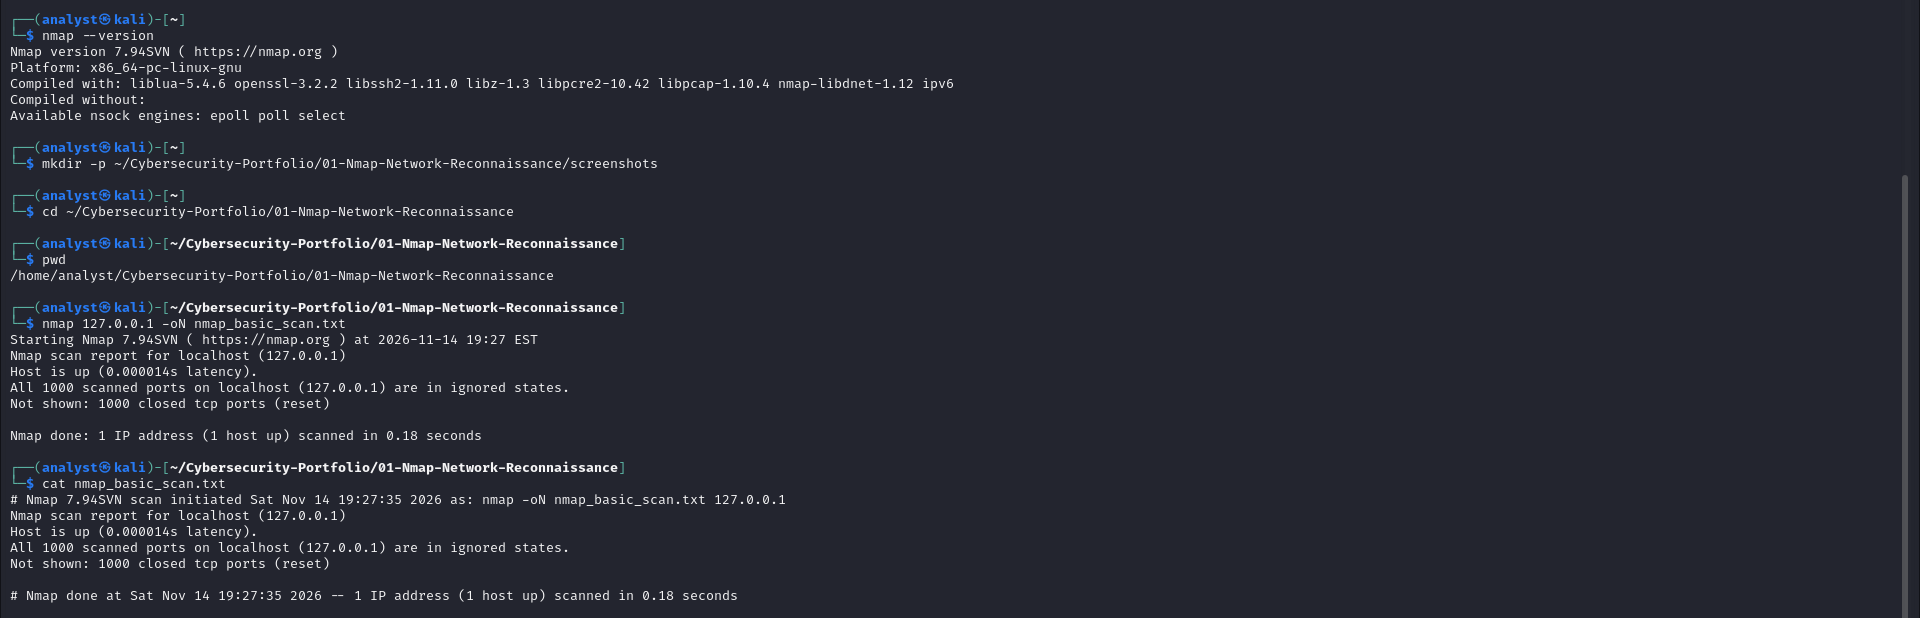 ┌──(analyst㉿kali)-[~]
└─$ nmap --version
Nmap version 7.94SVN ( https://nmap.org )
Platform: x86_64-pc-linux-gnu
Compiled with: liblua-5.4.6 openssl-3.2.2 libssh2-1.11.0 libz-1.3 libpcre2-10.42 libpcap-1.10.4 nmap-libdnet-1.12 ipv6
Compiled without:
Available nsock engines: epoll poll select
┌──(analyst㉿kali)-[~]
└─$ mkdir -p ~/Cybersecurity-Portfolio/01-Nmap-Network-Reconnaissance/screenshots
┌──(analyst㉿kali)-[~]
└─$ cd ~/Cybersecurity-Portfolio/01-Nmap-Network-Reconnaissance
┌──(analyst㉿kali)-[~/Cybersecurity-Portfolio/01-Nmap-Network-Reconnaissance]
└─$ pwd
/home/analyst/Cybersecurity-Portfolio/01-Nmap-Network-Reconnaissance
┌──(analyst㉿kali)-[~/Cybersecurity-Portfolio/01-Nmap-Network-Reconnaissance]
└─$ nmap 127.0.0.1 -oN nmap_basic_scan.txt
Starting Nmap 7.94SVN ( https://nmap.org ) at 2026-11-14 19:27 EST
Nmap scan report for localhost (127.0.0.1)
Host is up (0.000014s latency).
All 1000 scanned ports on localhost (127.0.0.1) are in ignored states.
Not shown: 1000 closed tcp ports (reset)
Nmap done: 1 IP address (1 host up) scanned in 0.18 seconds
┌──(analyst㉿kali)-[~/Cybersecurity-Portfolio/01-Nmap-Network-Reconnaissance]
└─$ cat nmap_basic_scan.txt
# Nmap 7.94SVN scan initiated Sat Nov 14 19:27:35 2026 as: nmap -oN nmap_basic_scan.txt 127.0.0.1
Nmap scan report for localhost (127.0.0.1)
Host is up (0.000014s latency).
All 1000 scanned ports on localhost (127.0.0.1) are in ignored states.
Not shown: 1000 closed tcp ports (reset)
# Nmap done at Sat Nov 14 19:27:35 2026 -- 1 IP address (1 host up) scanned in 0.18 seconds